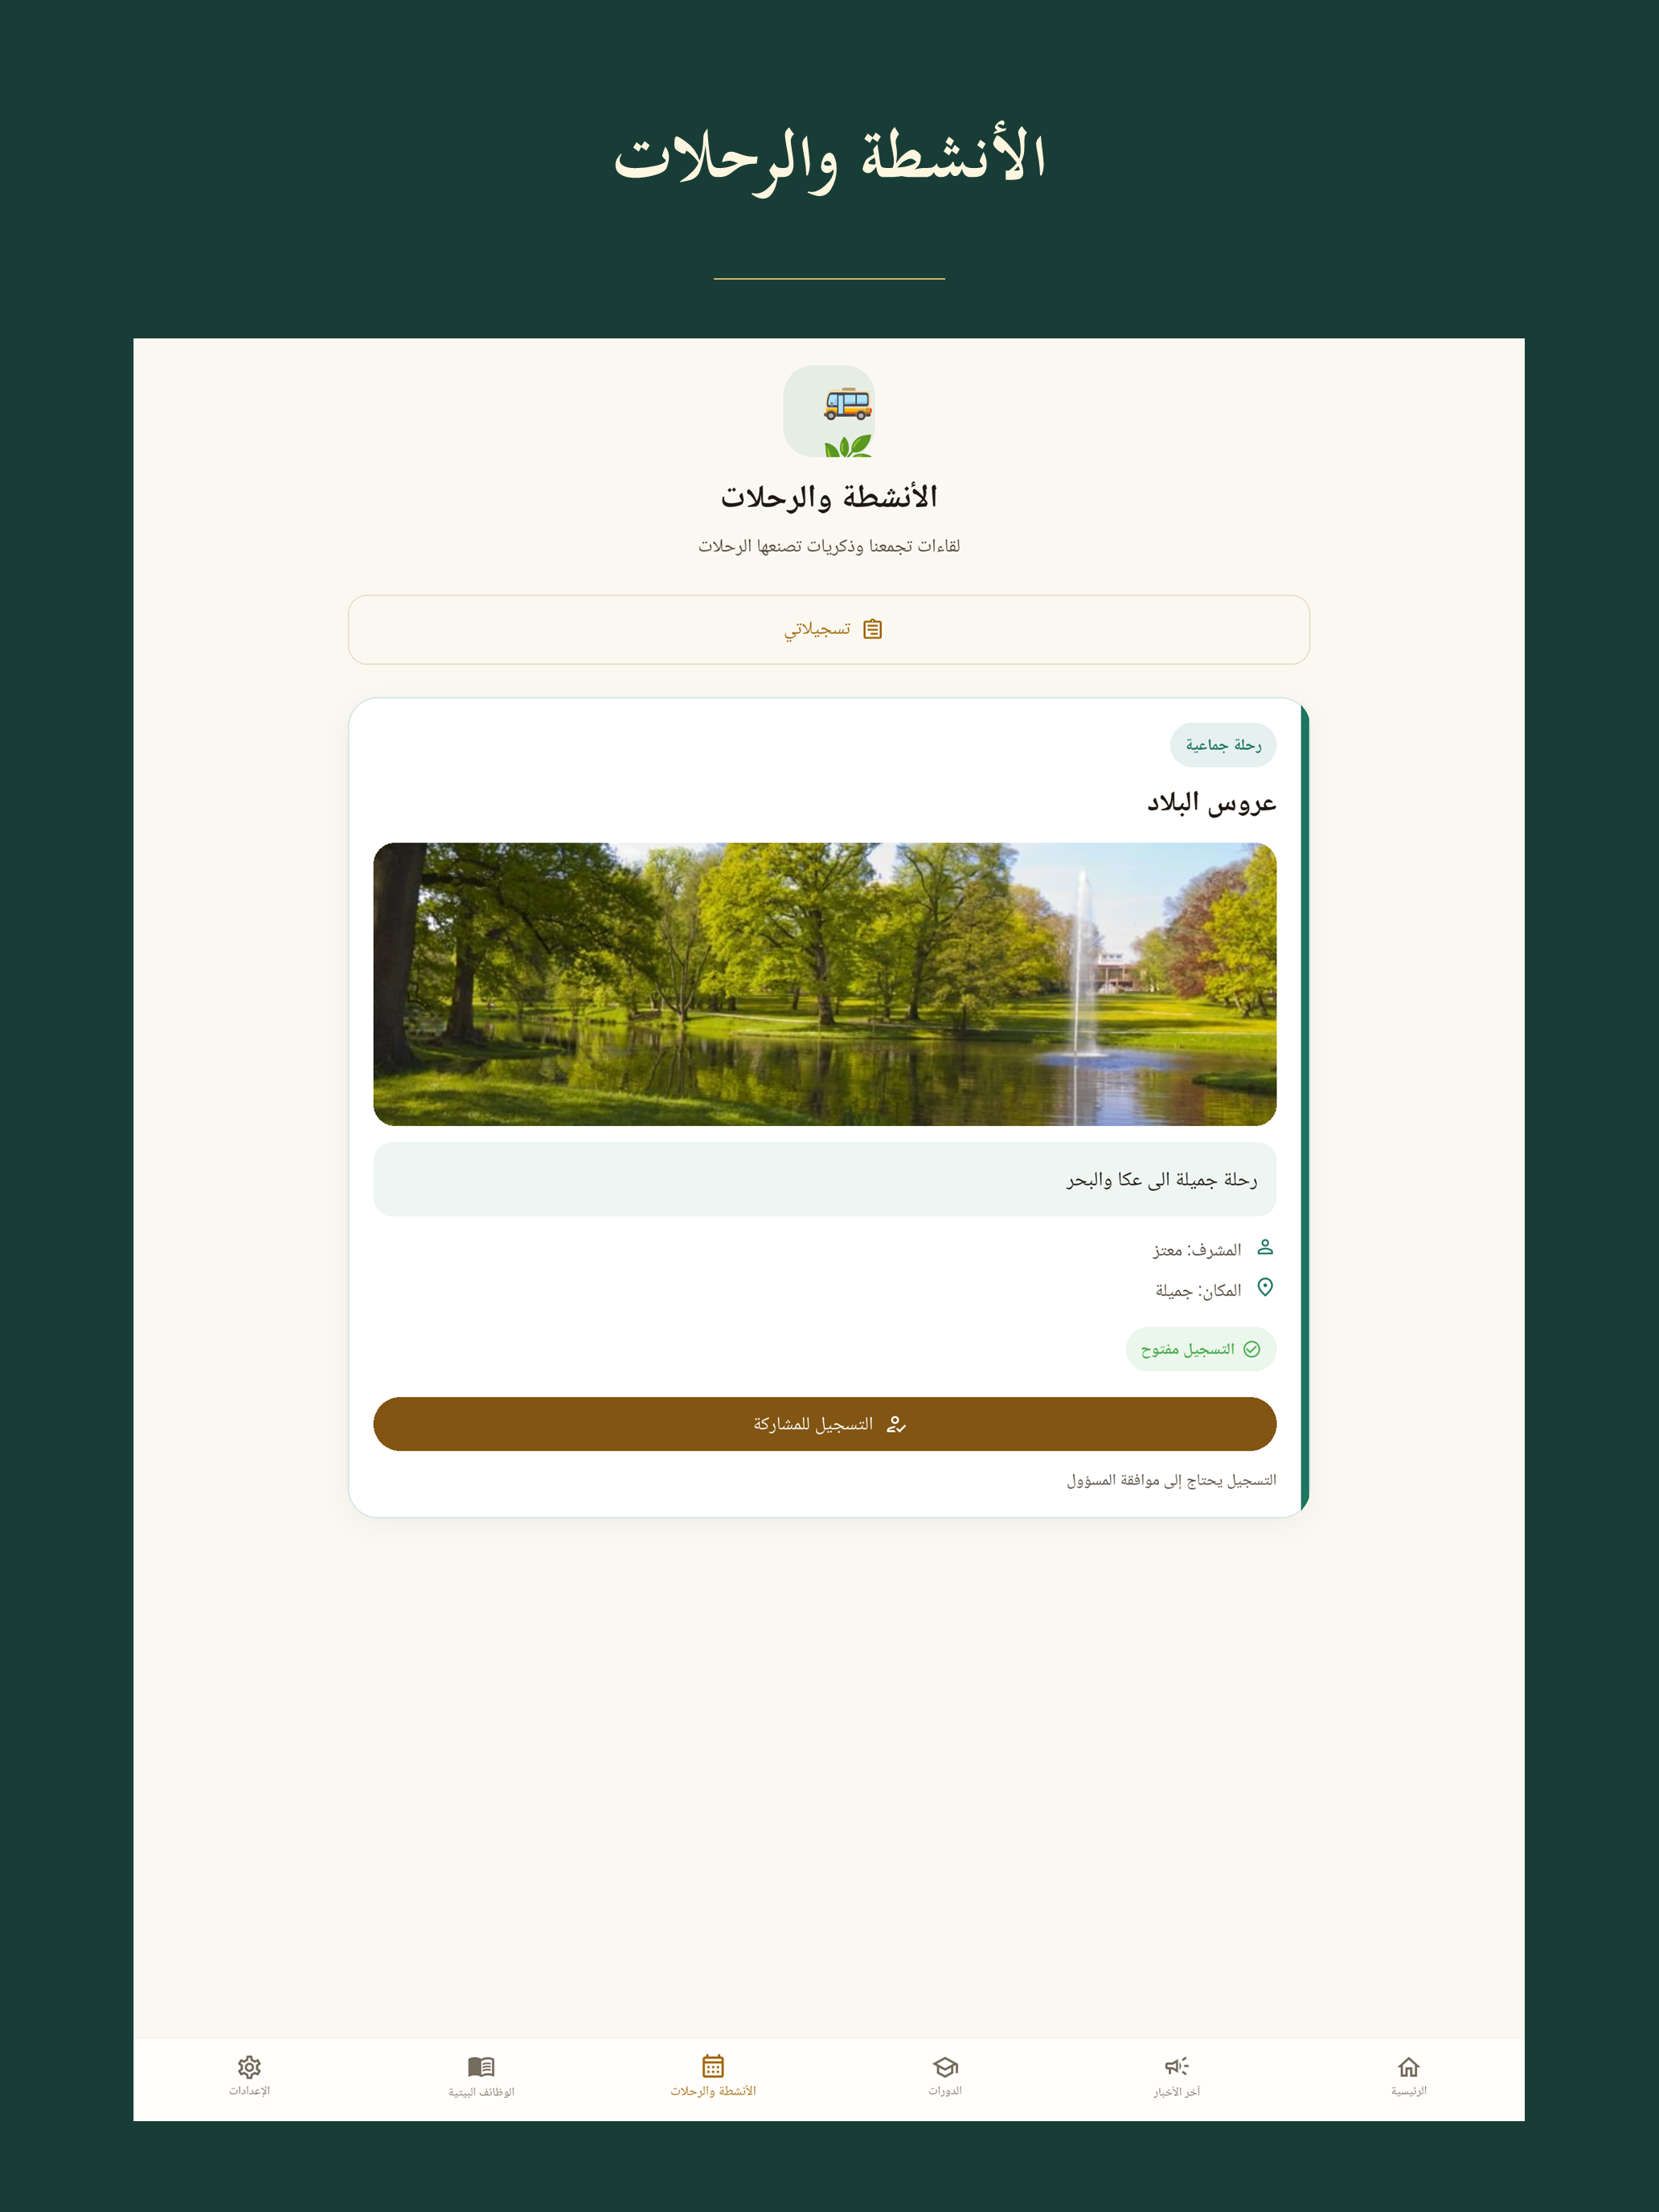 الأنشطة والرحلات
الأنشطة والرحلات
لقاءات تجمعنا وذكريات تصنعها الرحلات
تسجيلاتي
رحلة جماعية
عروس البلاد
رحلة جميلة الى عكا والبحر
المشرف: معتز
المكان: جميلة
التسجيل مفتوح
التسجيل للمشاركة
التسجيل يحتاج إلى موافقة المسؤول
الرئيسية
آخر الأخبار
الدورات
الأنشطة والرحلات
الوظائف البيتية
الإعدادات